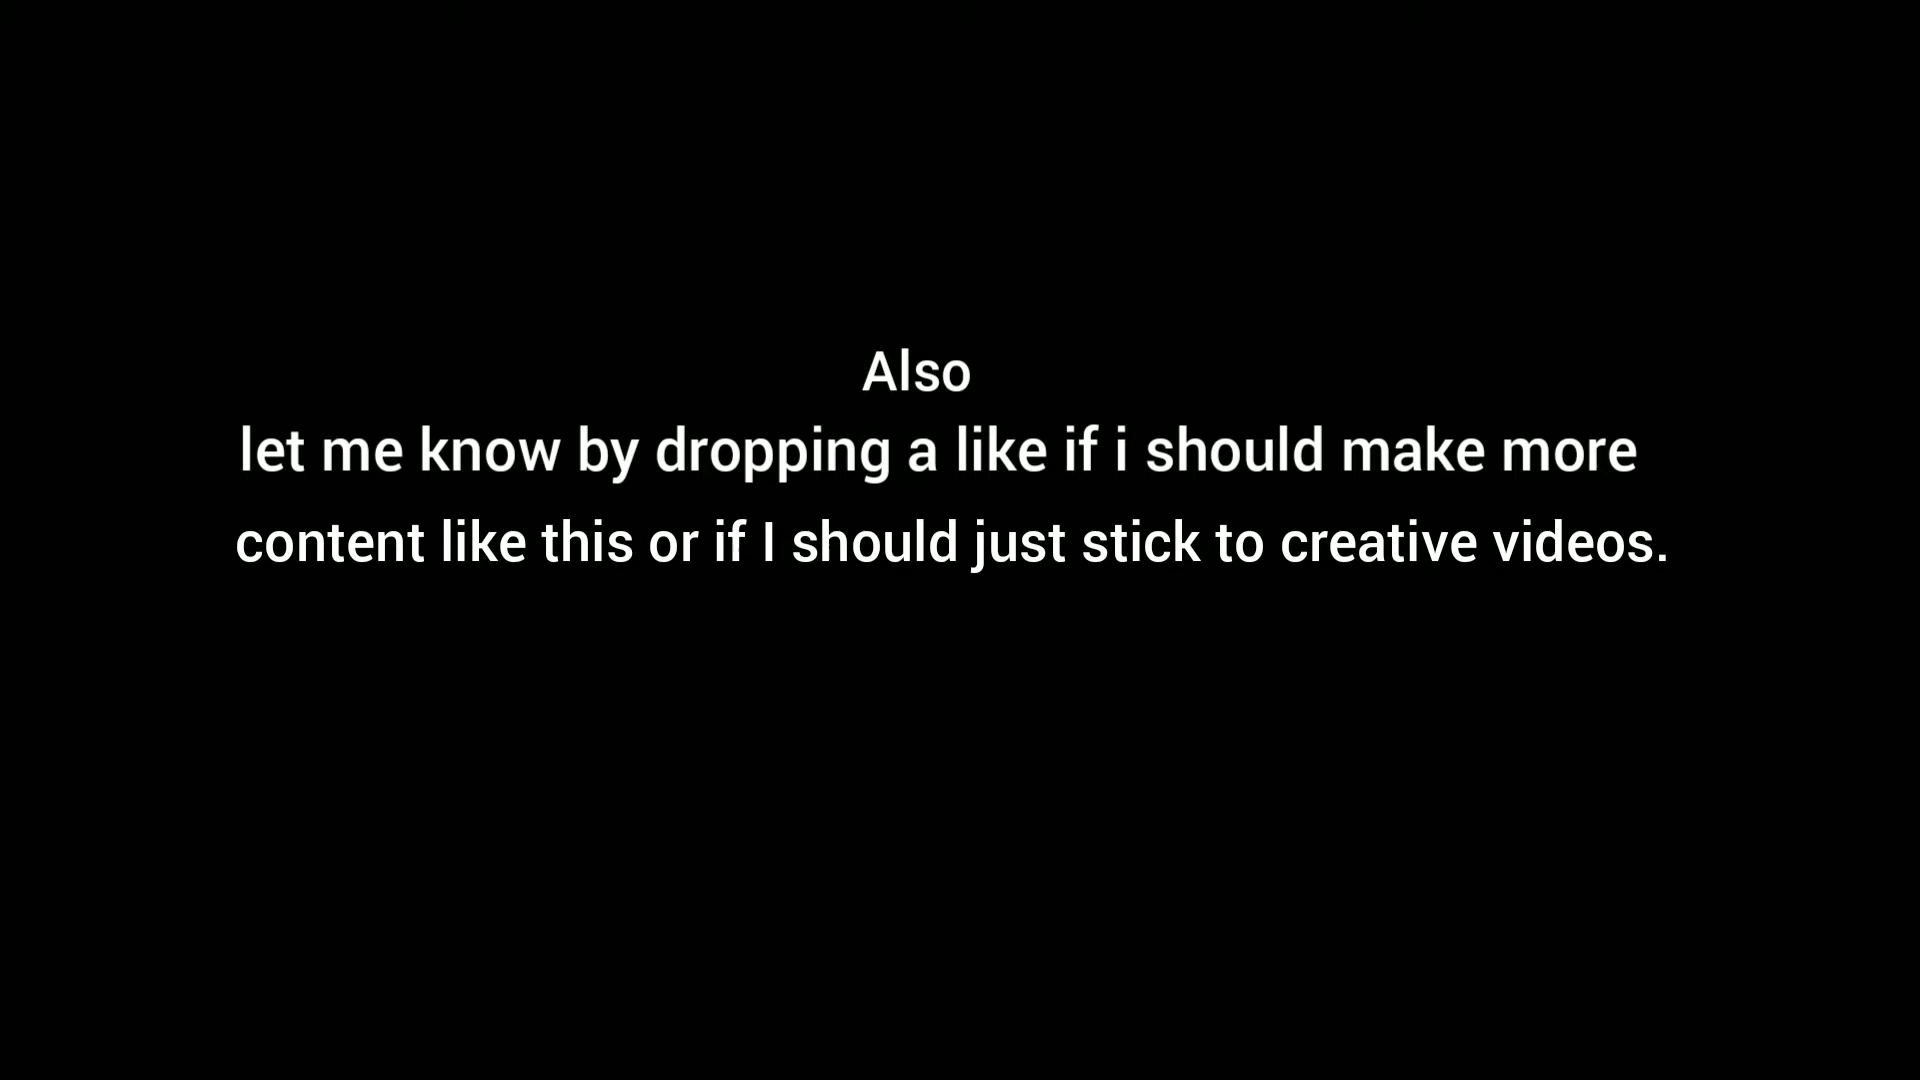 Also
let me know by dropping a like if i should make more
content like this or if I should just stick to creative videos.